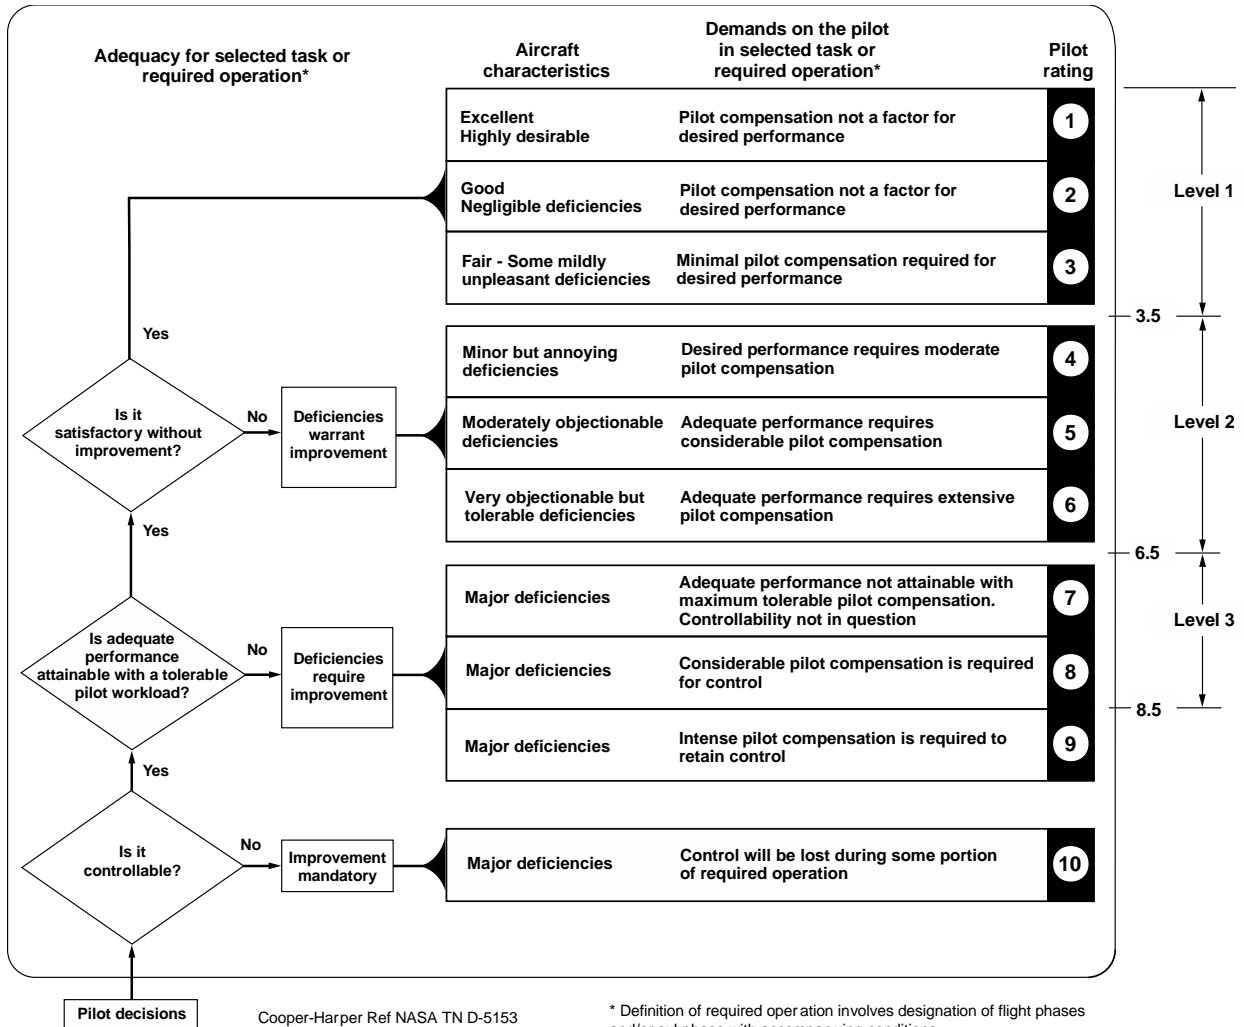 Adequacy for selected task or
required operation*
Aircraft
characteristics
Demands on the pilot
in selected task or
required operation*
Pilot
rating
Excellent
Highly desirable
Pilot compensation not a factor for
desired performance
1
Good
Negligible deficiencies
Pilot compensation not a factor for
desired performance
2
Fair - Some mildly
unpleasant deficiencies
Minimal pilot compensation required for
desired performance
3
Level 1
3.5
Yes
Is it
satisfactory without
improvement?
No
Deficiencies
warrant
improvement
Minor but annoying
deficiencies
Desired performance requires moderate
pilot compensation
4
Moderately objectionable
deficiencies
Adequate performance requires
considerable pilot compensation
5
Very objectionable but
tolerable deficiencies
Adequate performance requires extensive
pilot compensation
6
Level 2
6.5
Yes
Is adequate
performance
attainable with a tolerable
pilot workload?
No
Deficiencies
require
improvement
Major deficiencies
Adequate performance not attainable with
maximum tolerable pilot compensation.
Controllability not in question
7
Major deficiencies
Considerable pilot compensation is required
for control
8
Major deficiencies
Intense pilot compensation is required to
retain control
9
Level 3
8.5
Yes
Is it
controllable?
No
Improvement
mandatory
Major deficiencies
Control will be lost during some portion
of required operation
10
Pilot decisions
Cooper-Harper Ref NASA TN D-5153
* Definition of required operation involves designation of flight phases
with accompanying conditions